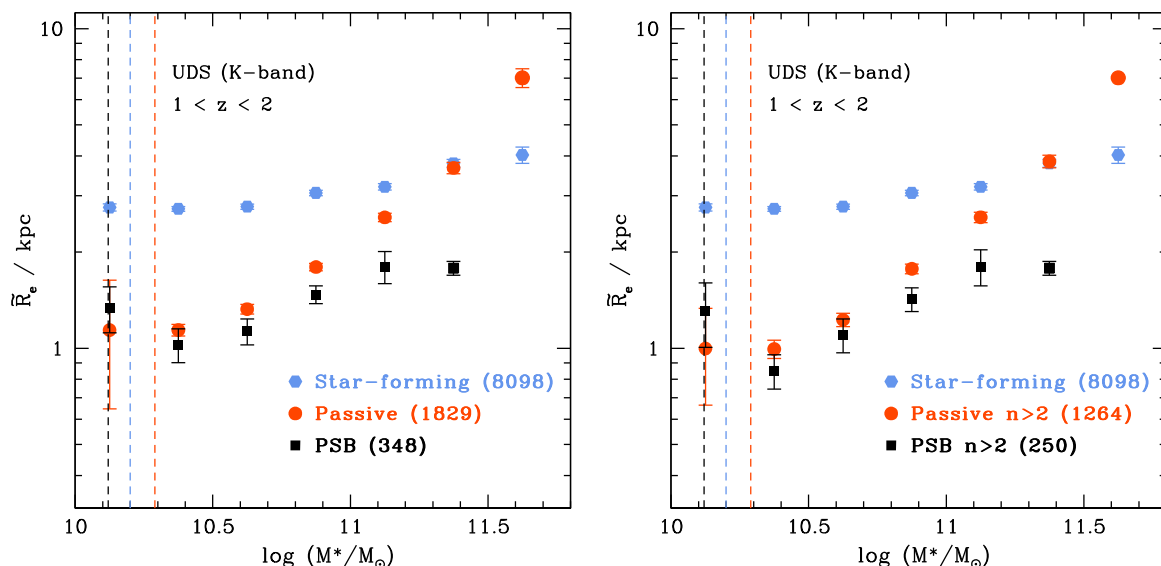 10
UDS (K-band)
1 < z < 2
R̃e / kpc
1
Star-forming (8098)
Passive (1829)
PSB (348)
10 10.5 11 11.5
log (M*/M⊙)
10
UDS (K-band)
1 < z < 2
R̃e / kpc
1
Star-forming (8098)
Passive n>2 (1264)
PSB n>2 (250)
10 10.5 11 11.5
log (M*/M⊙)